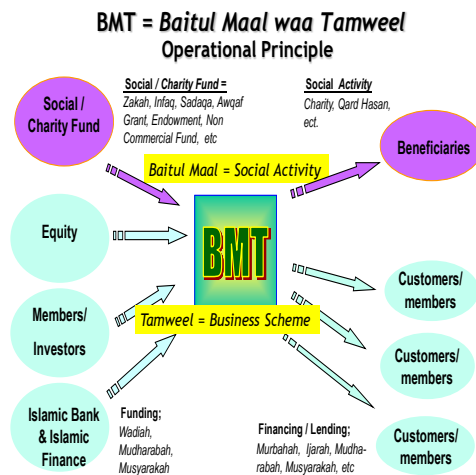 BMT = Baitul Maal waa Tamweel
Operational Principle
Social /
Charity Fund
Social / Charity Fund =
Zakah, Infaq, Sadaqa, Awqaf
Grant, Endowment, Non
Commercial Fund, etc
Social Activity
Charity, Qard Hasan,
ect.
Beneficiaries
Baitul Maal = Social Activity
Equity
BMT
Members/
Investors
Tamweel = Business Scheme
Customers/
members
Customers/
members
Islamic Bank
& Islamic
Finance
Funding;
Wadiah,
Mudharabah,
Musyarakah
Financing / Lending;
Murbahah, Ijarah, Mudha-
rabah, Musyarakah, etc
Customers/
members